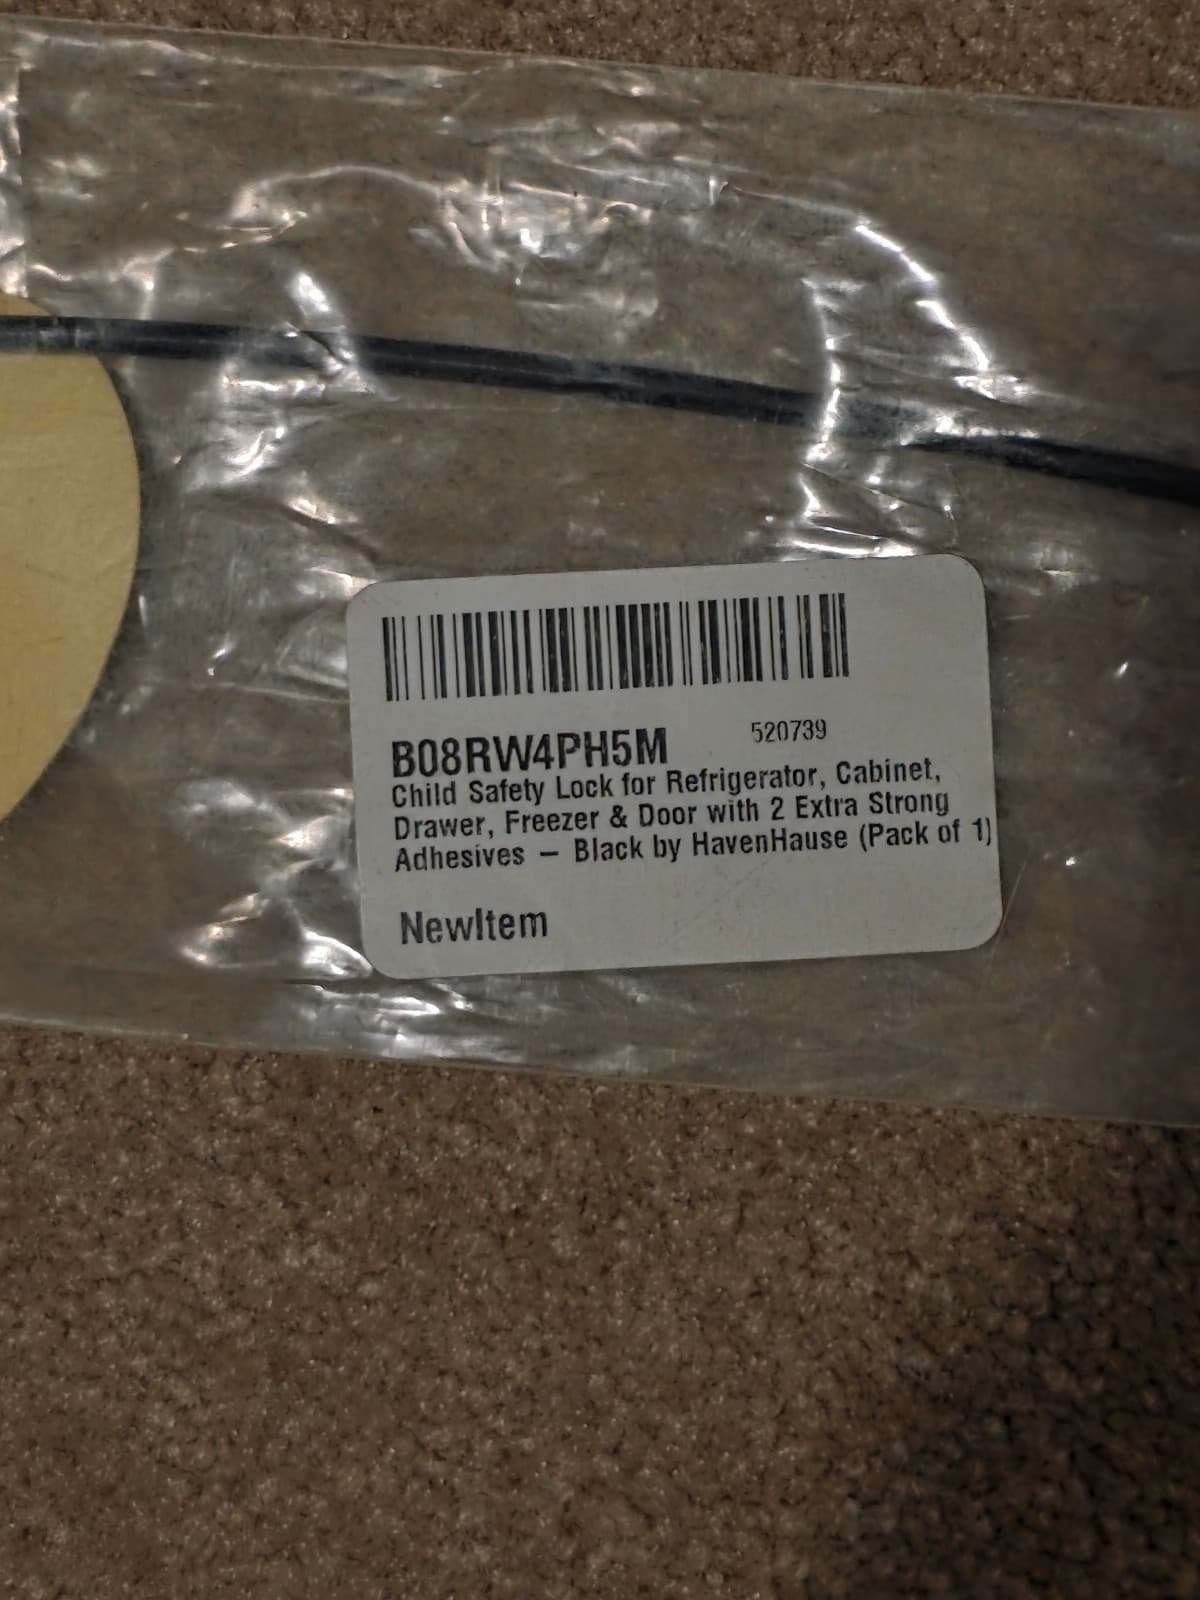 B08RW4PH5M 520739
Child Safety Lock for Refrigerator, Cabinet,
Drawer, Freezer & Door with 2 Extra Strong
Adhesives – Black by HavenHause (Pack of 1)
NewItem